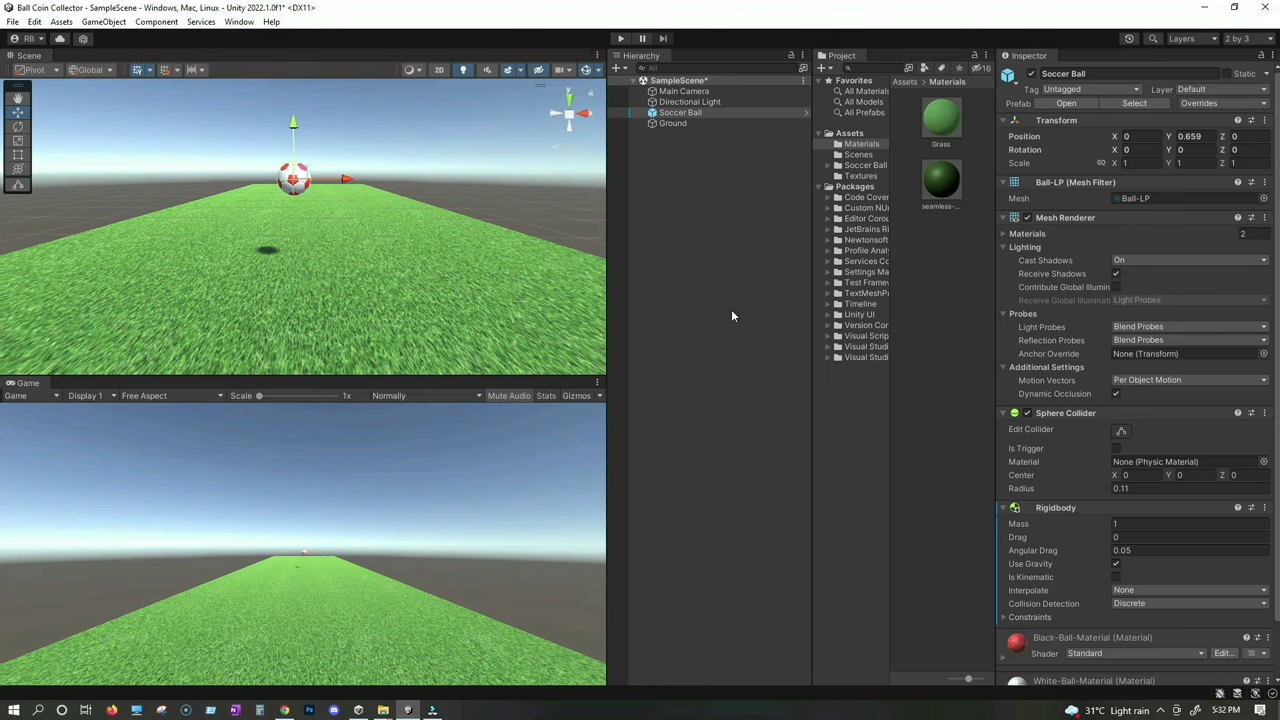 Ball Coin Collector - SampleScene - Windows, Mac, Linux - Unity 2022.1.0f1* <DX11>
File Edit Assets GameObject Component Services Window Help
RB
Layers
2 by 3
Scene
Pivot
Global
2D
y
Game
Game Display 1 Free Aspect Scale 1x Normally Mute Audio Stats Gizmos
Hierarchy
All
SampleScene*
Main Camera
Directional Light
Soccer Ball
Ground
Project
16
Favorites
All Materials
All Models
All Prefabs
Assets
Materials
Scenes
Soccer Ball
Textures
Packages
Code Cover
Custom NU
Editor Corou
JetBrains Ri
Newtonsoft
Profile Anal
Services Co
Settings Ma
Test Framew
TextMeshPr
Timeline
Unity UI
Version Con
Visual Scrip
Visual Studi
Visual Studi
Assets Materials
Grass
seamless-...
Inspector
Soccer Ball Static
Tag Untagged Layer Default
Prefab Open Select Overrides
Transform
Position X 0 Y 0.659 Z 0
Rotation X 0 Y 0 Z 0
Scale X 1 Y 1 Z 1
Ball-LP (Mesh Filter)
Mesh Ball-LP
Mesh Renderer
Materials 2
Lighting
Cast Shadows On
Receive Shadows
Contribute Global Illumin
Receive Global Illuminati Light Probes
Probes
Light Probes Blend Probes
Reflection Probes Blend Probes
Anchor Override None (Transform)
Additional Settings
Motion Vectors Per Object Motion
Dynamic Occlusion
Sphere Collider
Edit Collider
Is Trigger
Material None (Physic Material)
Center X 0 Y 0 Z 0
Radius 0.11
Rigidbody
Mass 1
Drag 0
Angular Drag 0.05
Use Gravity
Is Kinematic
Interpolate None
Collision Detection Discrete
Constraints
Black-Ball-Material (Material)
Shader Standard Edit...
White-Ball-Material (Material)
31°C Light rain 5:32 PM